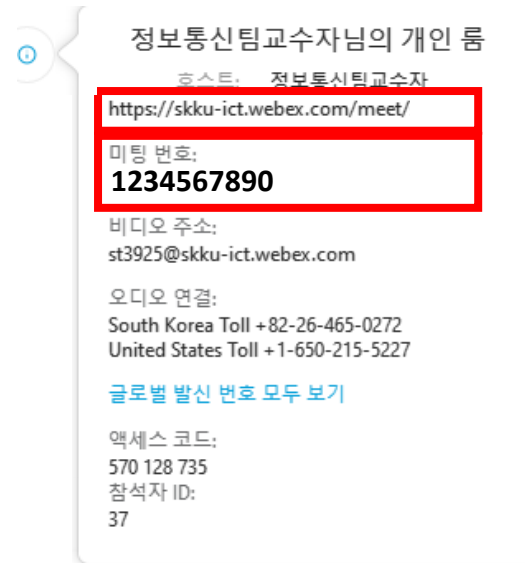 정보통신팀교수자님의 개인 룸
호스트: 정보통신팀교수자
https://skku-ict.webex.com/meet/
미팅 번호:
1234567890
비디오 주소:
st3925@skku-ict.webex.com
오디오 연결:
South Korea Toll +82-26-465-0272
United States Toll +1-650-215-5227
글로벌 발신 번호 모두 보기
액세스 코드:
570 128 735
참석자 ID:
37